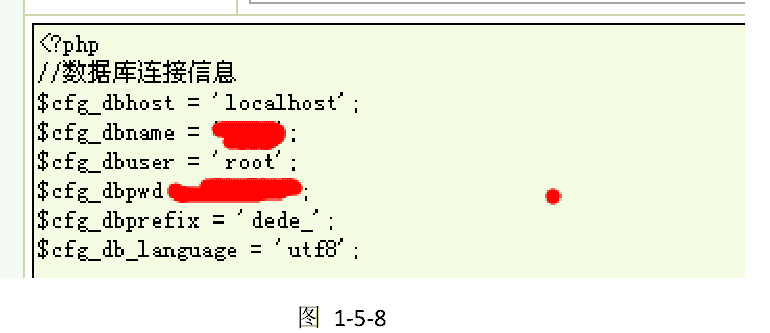 <?php
//数据库连接信息
$cfg_dbhost = 'localhost';
$cfg_dbname = ;
$cfg_dbuser = 'root';
$cfg_dbpwd ;
$cfg_dbprefix = 'dede_';
$cfg_db_language = 'utf8';
图 1-5-8